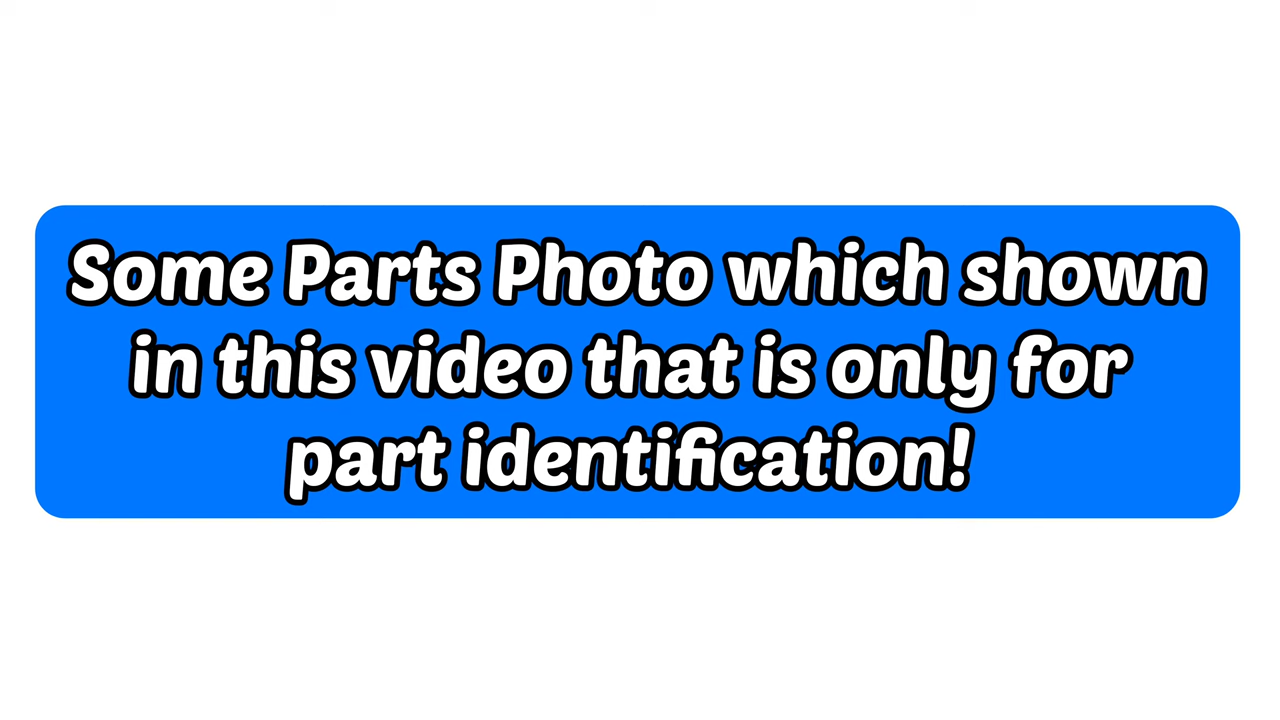 Some Parts Photo which shown
in this video that is only for
part identification!